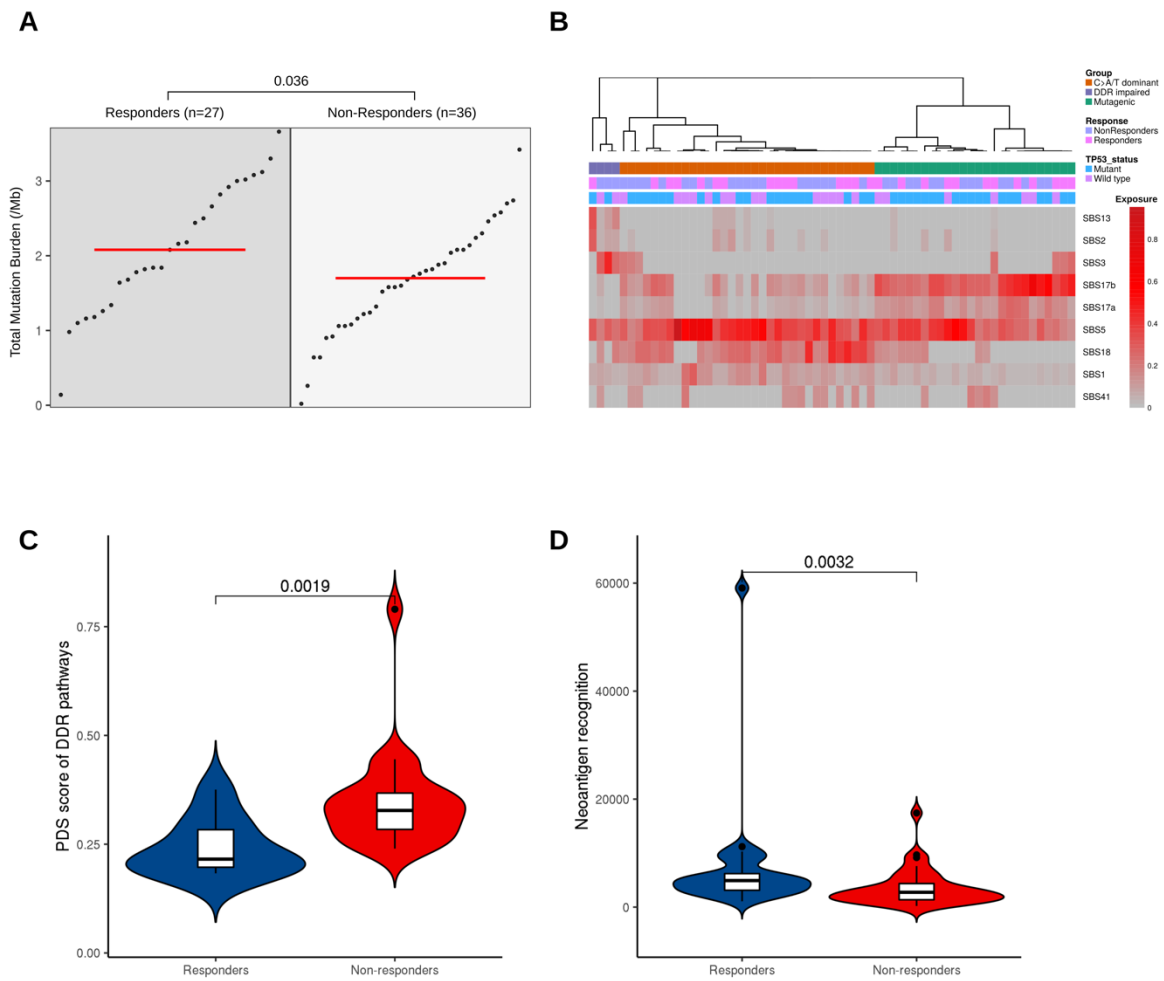 A
0.036
Responders (n=27)
Non-Responders (n=36)
Total Mutation Burden (/Mb)
3
2
1
0
B
Group
C>A/T dominant
DDR impaired
Mutagenic
Response
NonResponders
Responders
TP53_status
Mutant
Wild type
Exposure
SBS13
SBS2
SBS3
SBS17b
SBS17a
SBS5
SBS18
SBS1
SBS41
0.8
0.6
0.4
0.2
0
C
0.0019
PDS score of DDR pathways
0.75
0.50
0.25
0.00
Responders
Non-responders
D
0.0032
Neoantigen recognition
60000
40000
20000
0
Responders
Non-responders